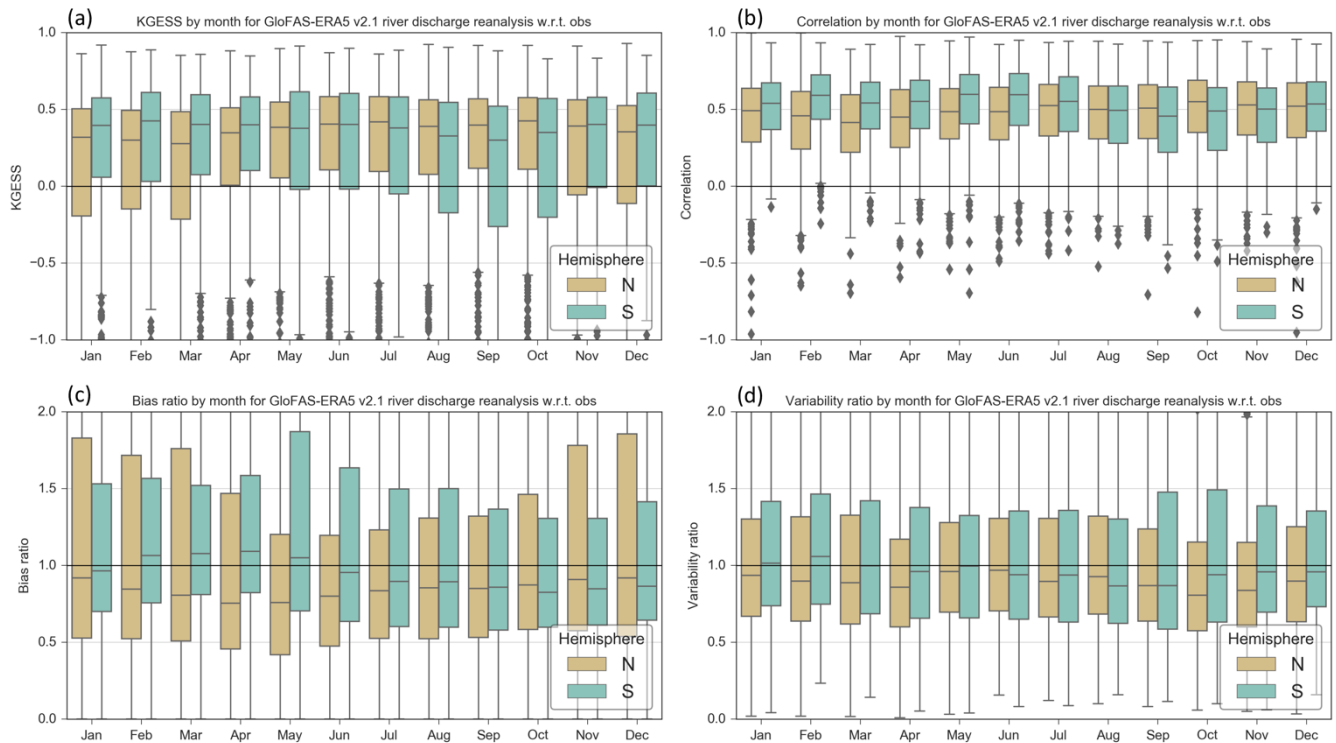 (a) KGESS by month for GloFAS-ERA5 v2.1 river discharge reanalysis w.r.t. obs
1.0
0.5
0.0
−0.5
−1.0
KGESS
Hemisphere
N
S
Jan Feb Mar Apr May Jun Jul Aug Sep Oct Nov Dec
(b) Correlation by month for GloFAS-ERA5 v2.1 river discharge reanalysis w.r.t. obs
1.0
0.5
0.0
−0.5
−1.0
Correlation
Hemisphere
N
S
Jan Feb Mar Apr May Jun Jul Aug Sep Oct Nov Dec
(c) Bias ratio by month for GloFAS-ERA5 v2.1 river discharge reanalysis w.r.t. obs
2.0
1.5
1.0
0.5
0.0
Bias ratio
Hemisphere
N
S
Jan Feb Mar Apr May Jun Jul Aug Sep Oct Nov Dec
(d) Variability ratio by month for GloFAS-ERA5 v2.1 river discharge reanalysis w.r.t. obs
2.0
1.5
1.0
0.5
0.0
Variability ratio
Hemisphere
N
S
Jan Feb Mar Apr May Jun Jul Aug Sep Oct Nov Dec